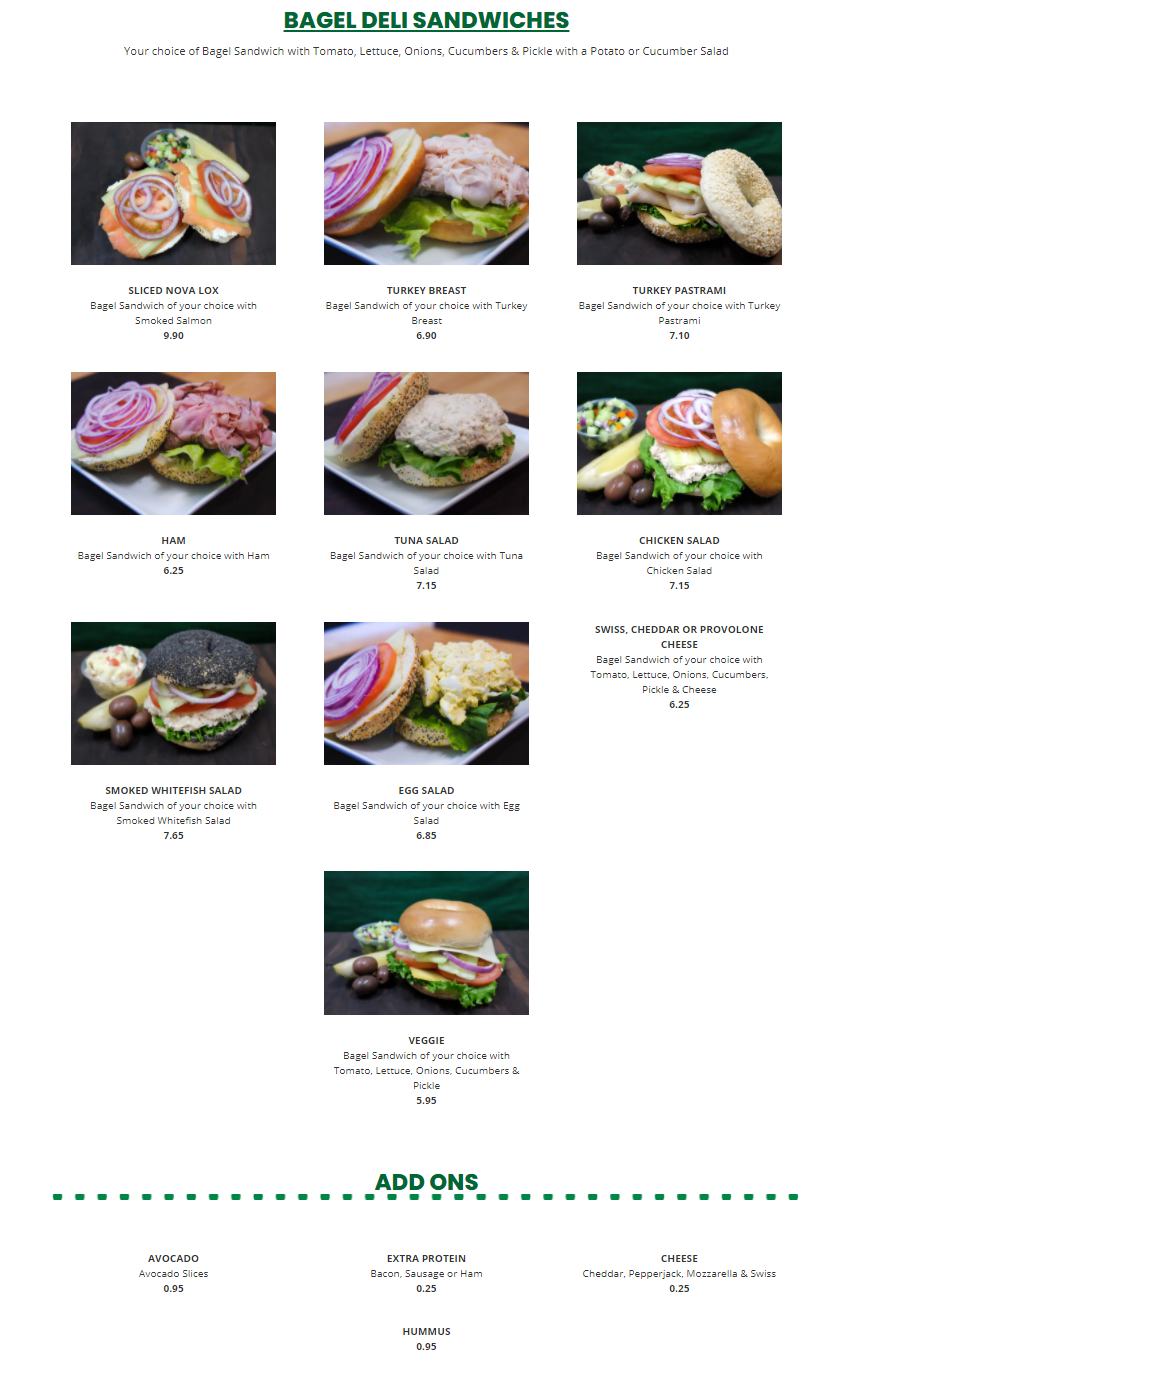 BAGEL DELI SANDWICHES
Your choice of Bagel Sandwich with Tomato, Lettuce, Onions, Cucumbers & Pickle with a Potato or Cucumber Salad
SLICED NOVA LOX
Bagel Sandwich of your choice with
Smoked Salmon
9.90
TURKEY BREAST
Bagel Sandwich of your choice with Turkey
Breast
6.90
TURKEY PASTRAMI
Bagel Sandwich of your choice with Turkey
Pastrami
7.10
HAM
Bagel Sandwich of your choice with Ham
6.25
TUNA SALAD
Bagel Sandwich of your choice with Tuna
Salad
7.15
CHICKEN SALAD
Bagel Sandwich of your choice with
Chicken Salad
7.15
SMOKED WHITEFISH SALAD
Bagel Sandwich of your choice with
Smoked Whitefish Salad
7.65
EGG SALAD
Bagel Sandwich of your choice with Egg
Salad
6.85
SWISS, CHEDDAR OR PROVOLONE
CHEESE
Bagel Sandwich of your choice with
Tomato, Lettuce, Onions, Cucumbers,
Pickle & Cheese
6.25
VEGGIE
Bagel Sandwich of your choice with
Tomato, Lettuce, Onions, Cucumbers &
Pickle
5.95
ADD ONS
AVOCADO
Avocado Slices
0.95
EXTRA PROTEIN
Bacon, Sausage or Ham
0.25
CHEESE
Cheddar, Pepperjack, Mozzarella & Swiss
0.25
HUMMUS
0.95